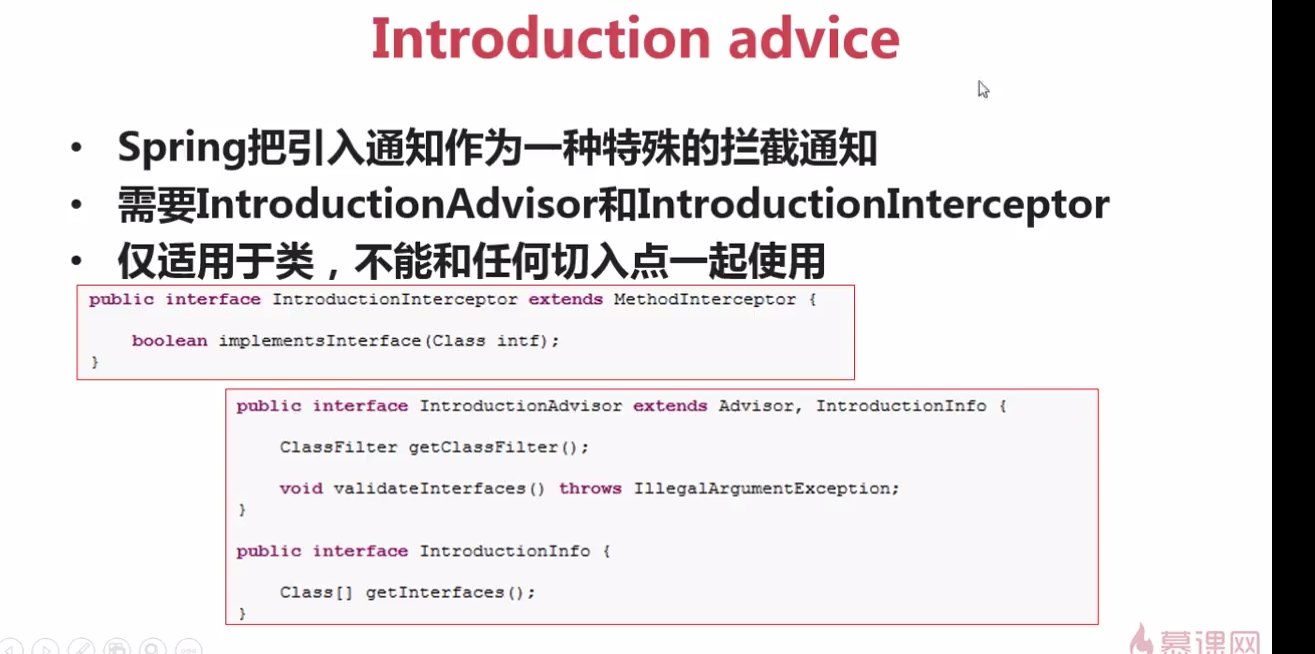 Introduction advice
• Spring把引入通知作为一种特殊的拦截通知
• 需要IntroductionAdvisor和IntroductionInterceptor
• 仅适用于类，不能和任何切入点一起使用
public interface IntroductionInterceptor extends MethodInterceptor {
boolean implementsInterface(Class intf);
}
public interface IntroductionAdvisor extends Advisor, IntroductionInfo {
ClassFilter getClassFilter();
void validateInterfaces() throws IllegalArgumentException;
}
public interface IntroductionInfo {
Class[] getInterfaces();
}
慕课网